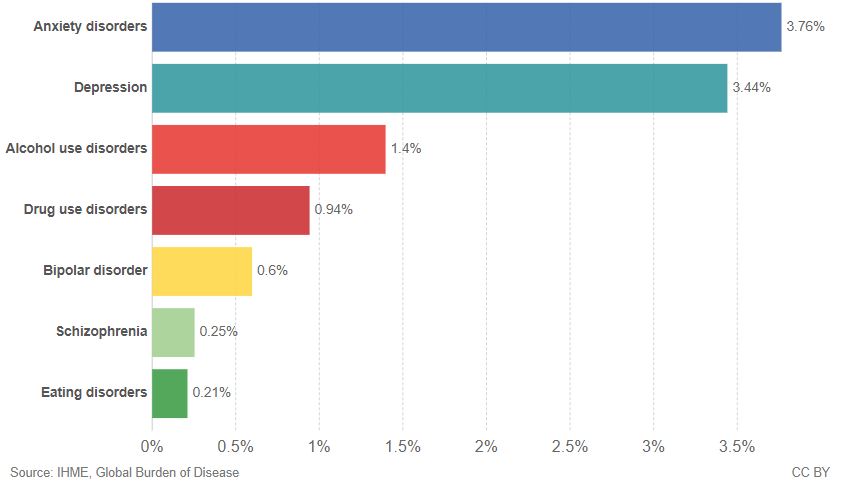 Anxiety disorders 3.76%
Depression 3.44%
Alcohol use disorders 1.4%
Drug use disorders 0.94%
Bipolar disorder 0.6%
Schizophrenia 0.25%
Eating disorders 0.21%
0% 0.5% 1% 1.5% 2% 2.5% 3% 3.5%
Source: IHME, Global Burden of Disease CC BY